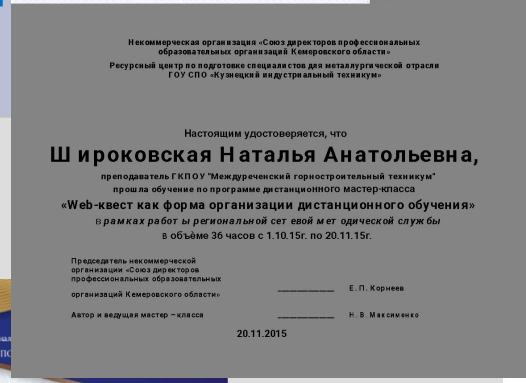 Некоммерческая организация «Союз директоров профессиональных
образовательных организаций Кемеровской области»
Ресурсный центр по подготовке специалистов для металлургической отрасли
ГОУ СПО «Кузнецкий индустриальный техникум»
Настоящим удостоверяется, что
Широковская Наталья Анатольевна,
преподаватель ГКПОУ "Междуреченский горностроительный техникум"
прошла обучение по программе дистанционного мастер-класса
«Web-квест как форма организации дистанционного обучения»
в рамках работы региональной сетевой методической службы
в объёме 36 часов с 1.10.15г. по 20.11.15г.
Председатель некоммерческой
организации «Союз директоров
профессиональных образовательных
организаций Кемеровской области» Е. П. Корнеев
Автор и ведущая мастер – класса Н. В. Максименко
20.11.2015